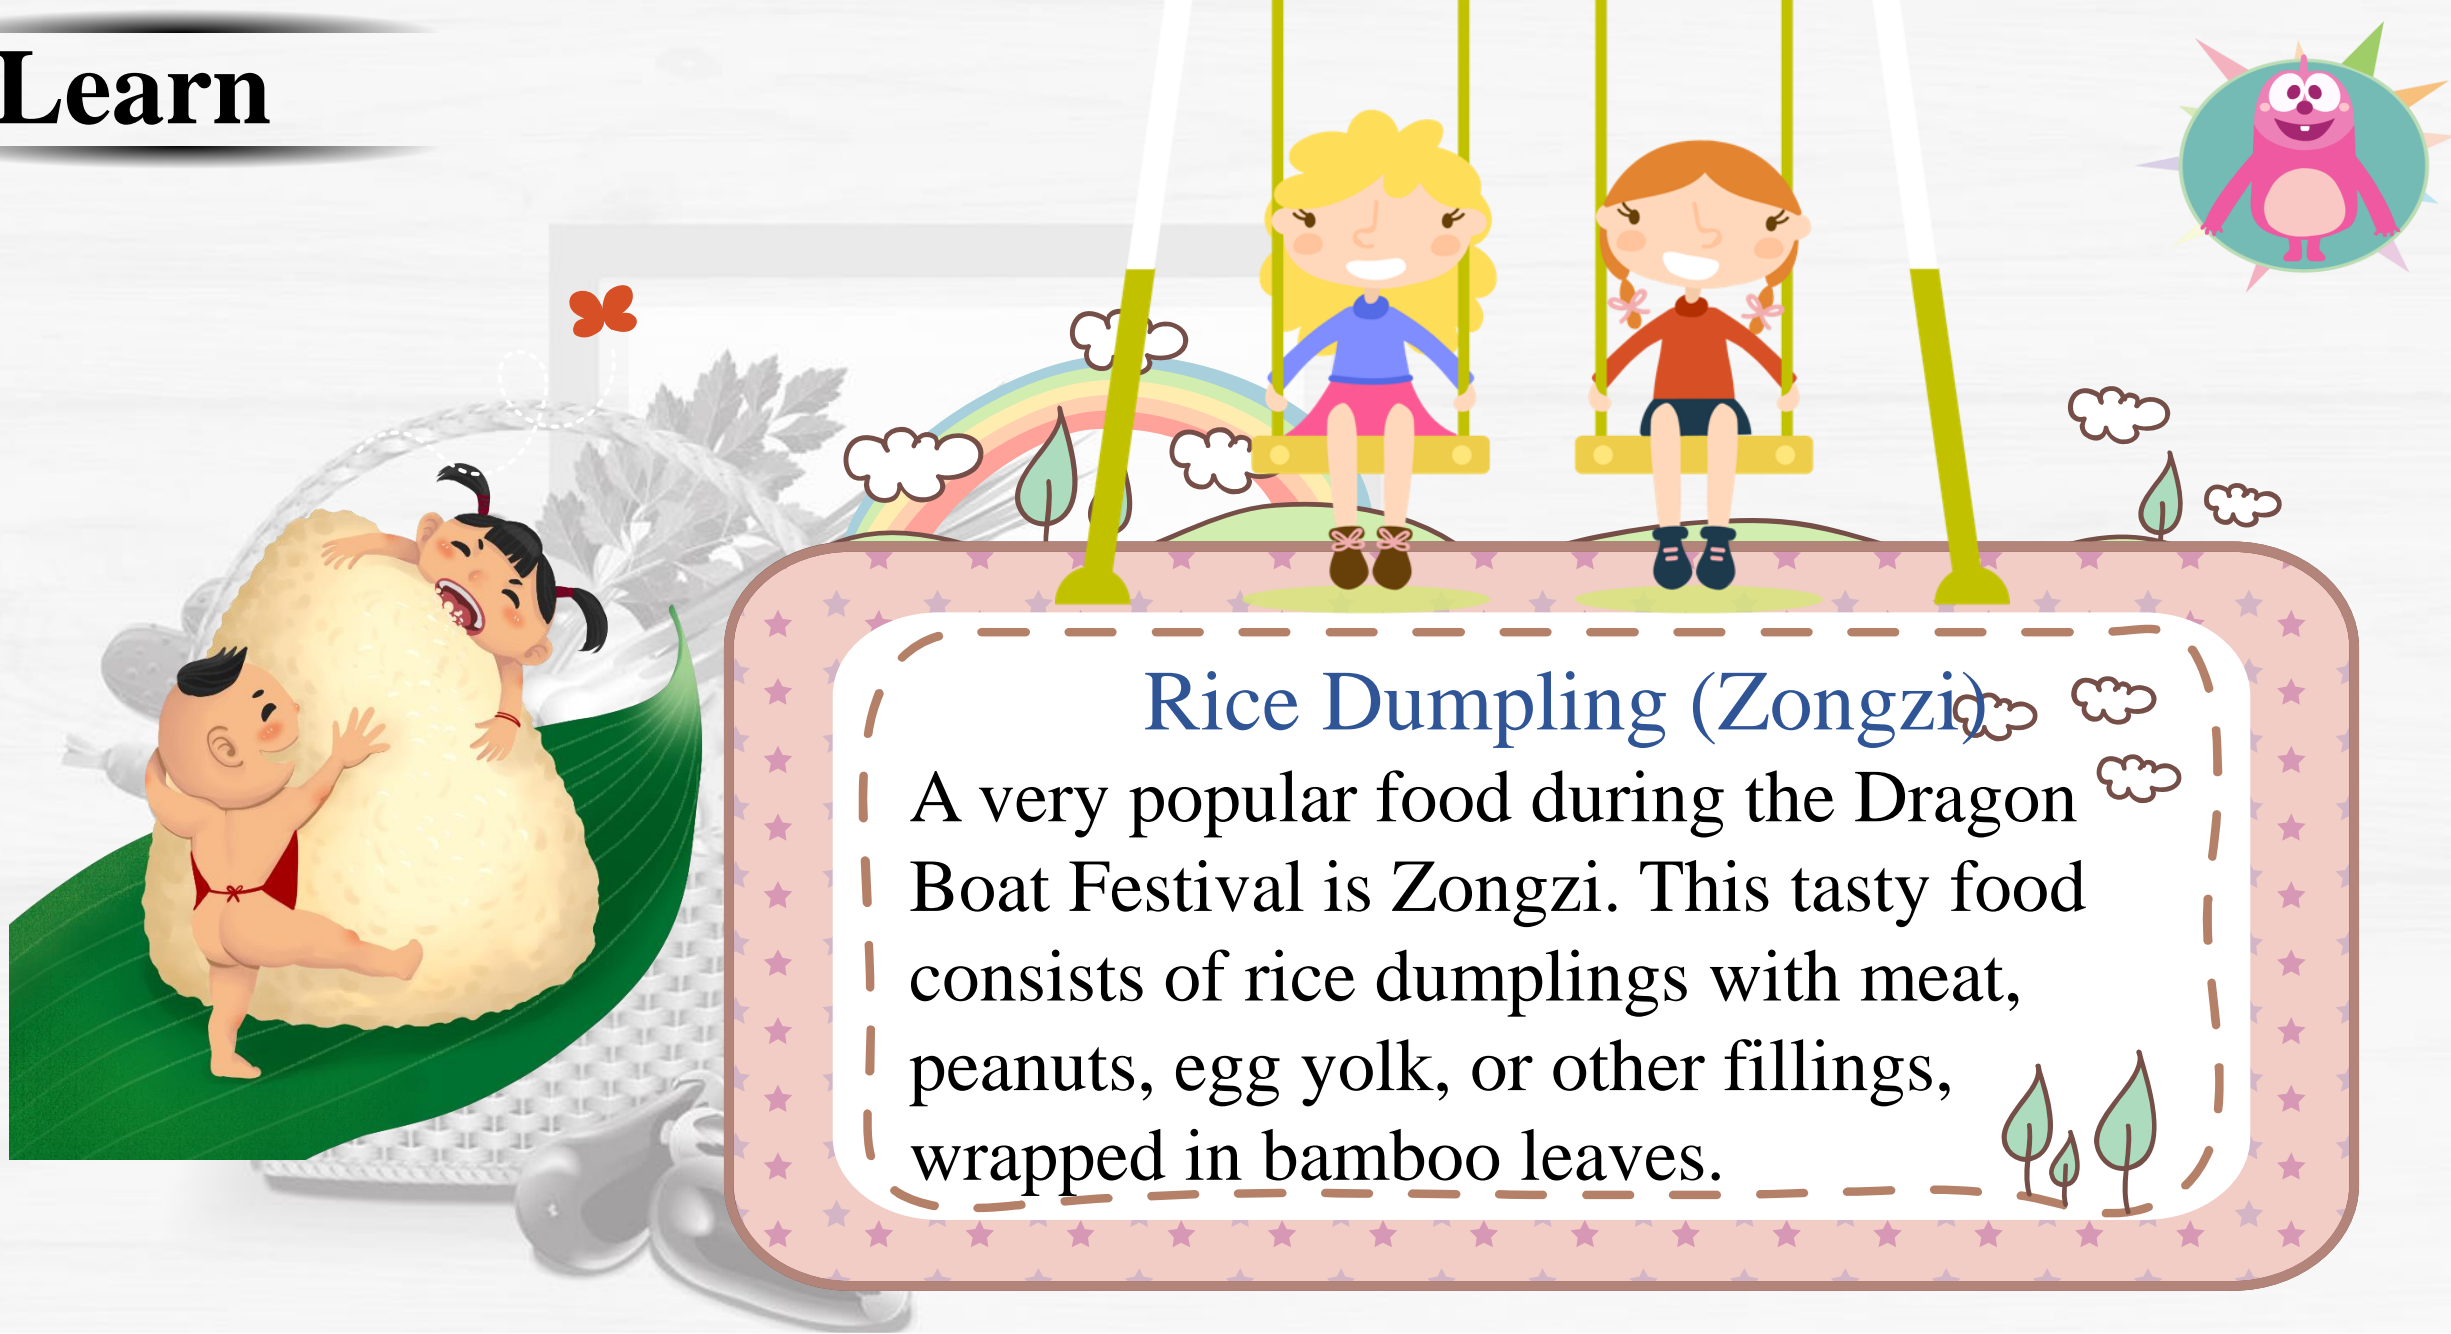 Learn
Rice Dumpling (Zongzi)
A very popular food during the Dragon
Boat Festival is Zongzi. This tasty food
consists of rice dumplings with meat,
peanuts, egg yolk, or other fillings,
wrapped in bamboo leaves.